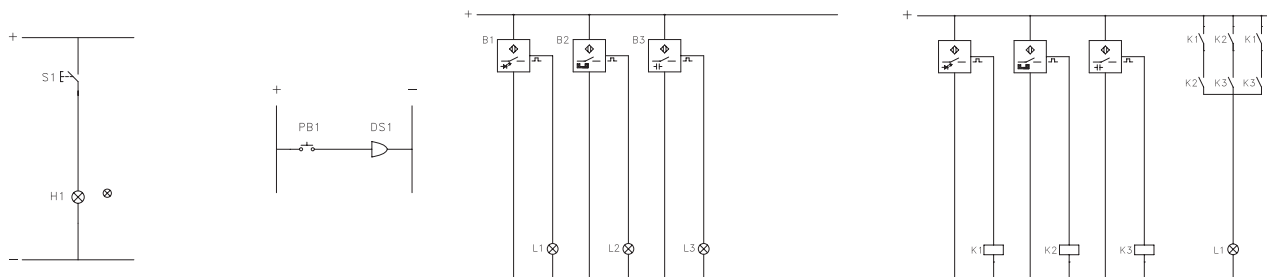 +
S1
H1
−
+ −
PB1 DS1
+
B1 B2 B3
L1 L2 L3
+
K1 K2 K1
K2 K3 K3
K1 K2 K3 L1